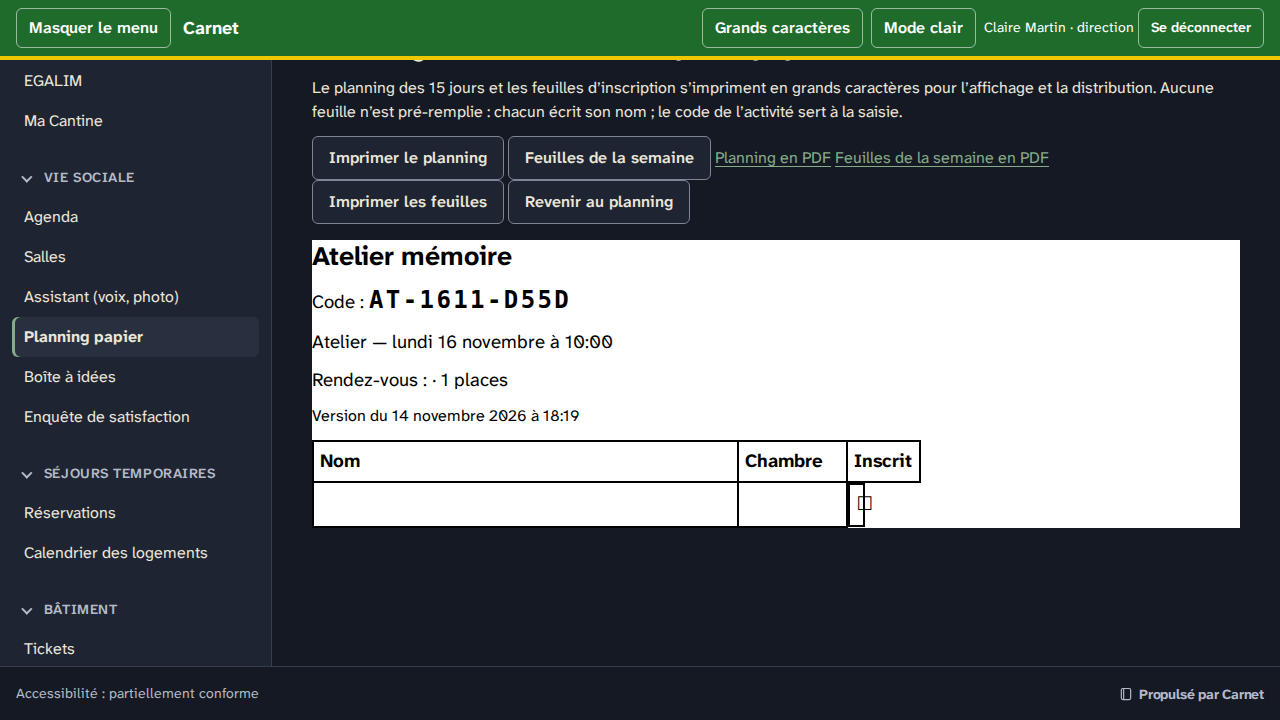 Masquer le menu Carnet Grands caractères Mode clair Claire Martin · direction Se déconnecter
EGALIM
Ma Cantine
VIE SOCIALE
Agenda
Salles
Assistant (voix, photo)
Planning papier
Boîte à idées
Enquête de satisfaction
SÉJOURS TEMPORAIRES
Réservations
Calendrier des logements
BÂTIMENT
Tickets
Le planning des 15 jours et les feuilles d’inscription s’impriment en grands caractères pour l’affichage et la distribution. Aucune
feuille n’est pré-remplie : chacun écrit son nom ; le code de l’activité sert à la saisie.
Imprimer le planning Feuilles de la semaine Planning en PDF Feuilles de la semaine en PDF
Imprimer les feuilles Revenir au planning
Atelier mémoire
Code : AT-1611-D55D
Atelier — lundi 16 novembre à 10:00
Rendez-vous : · 1 places
Version du 14 novembre 2026 à 18:19
Nom Chambre Inscrit
Accessibilité : partiellement conforme
Propulsé par Carnet